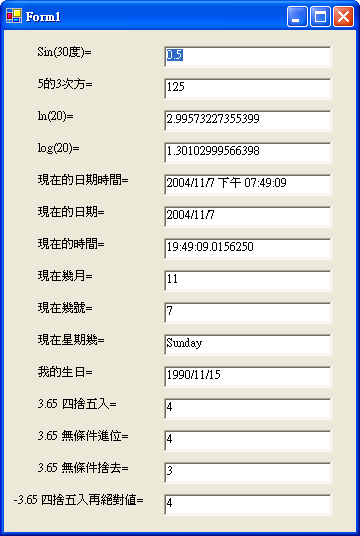 Form1
Sin(30度)= 0.5
5的3次方= 125
ln(20)= 2.99573227355399
log(20)= 1.30102999566398
現在的日期時間= 2004/11/7 下午 07:49:09
現在的日期= 2004/11/7
現在的時間= 19:49:09.0156250
現在幾月= 11
現在幾號= 7
現在星期幾= Sunday
我的生日= 1990/11/15
3.65 四捨五入= 4
3.65 無條件進位= 4
3.65 無條件捨去= 3
-3.65 四捨五入再絕對值= 4